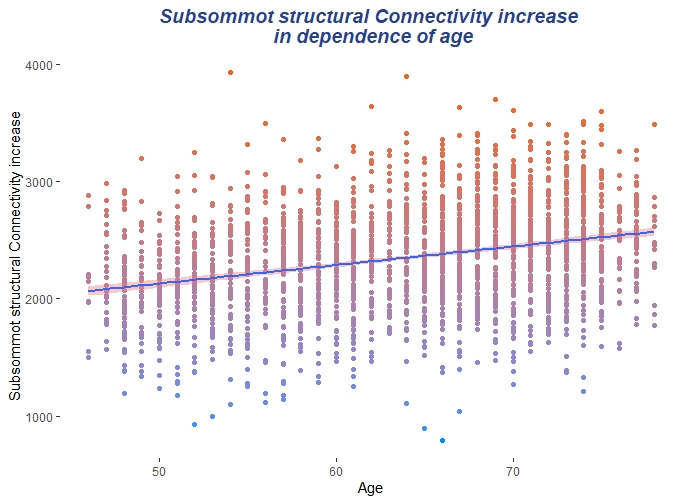 Subsommot structural Connectivity increase
in dependence of age
Subsommot structural Connectivity increase
4000
3000
2000
1000
50
60
70
Age